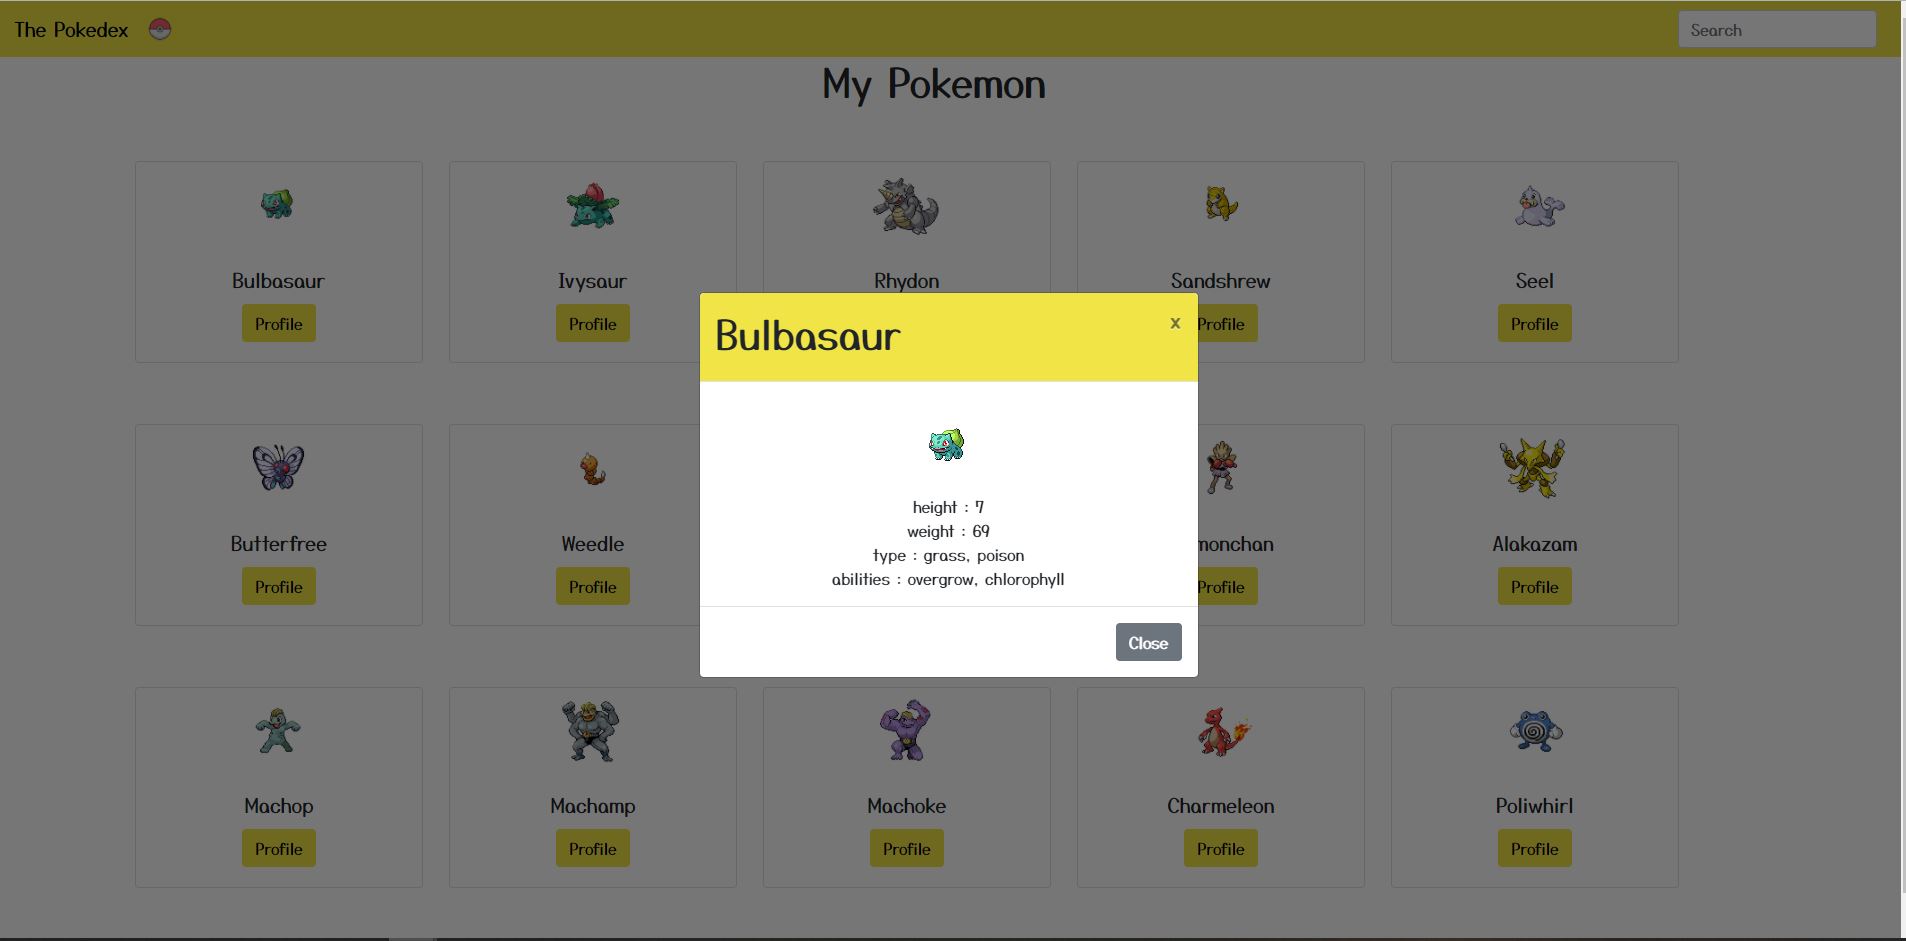 The Pokedex
Search
My Pokemon
Bulbasaur
Ivysaur
Rhydon
Sandshrew
Seel
Profile
Profile
Profile
Profile
Bulbasaur
x
height : 7
weight : 69
type : grass, poison
abilities : overgrow, chlorophyll
Close
Butterfree
Weedle
monchan
Alakazam
Profile
Profile
Profile
Profile
Machop
Machamp
Machoke
Charmeleon
Poliwhirl
Profile
Profile
Profile
Profile
Profile